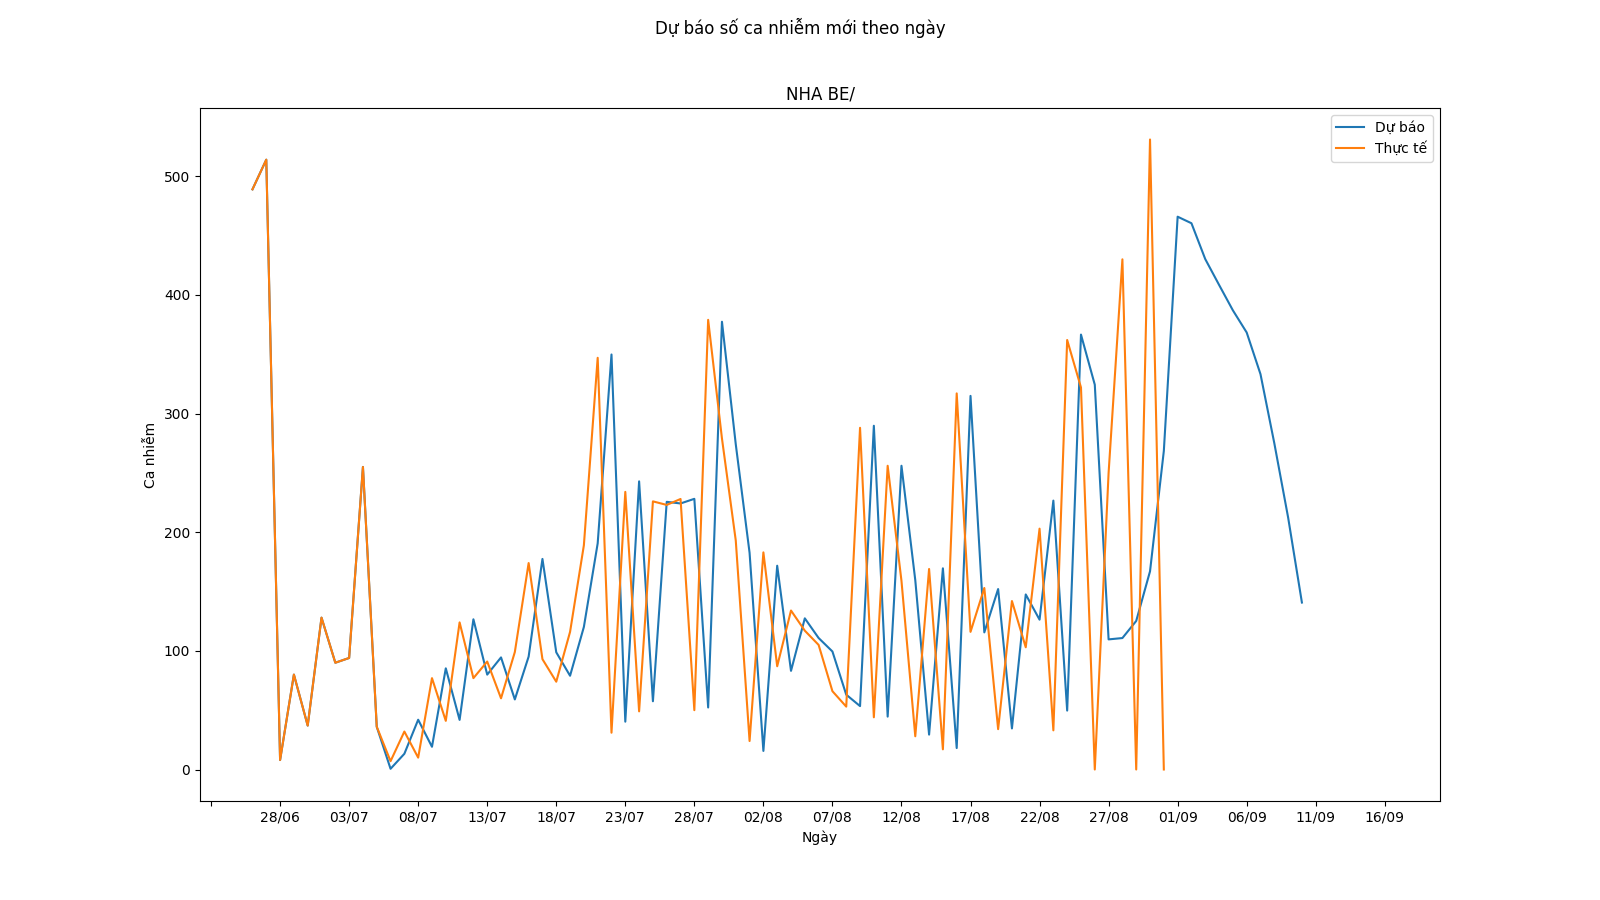 Dự báo số ca nhiễm mới theo ngày
NHA BE/
Dự báo
Thực tế
500
400
300
200
100
0
Ca nhiễm
28/06 03/07 08/07 13/07 18/07 23/07 28/07 02/08 07/08 12/08 17/08 22/08 27/08 01/09 06/09 11/09 16/09
Ngày